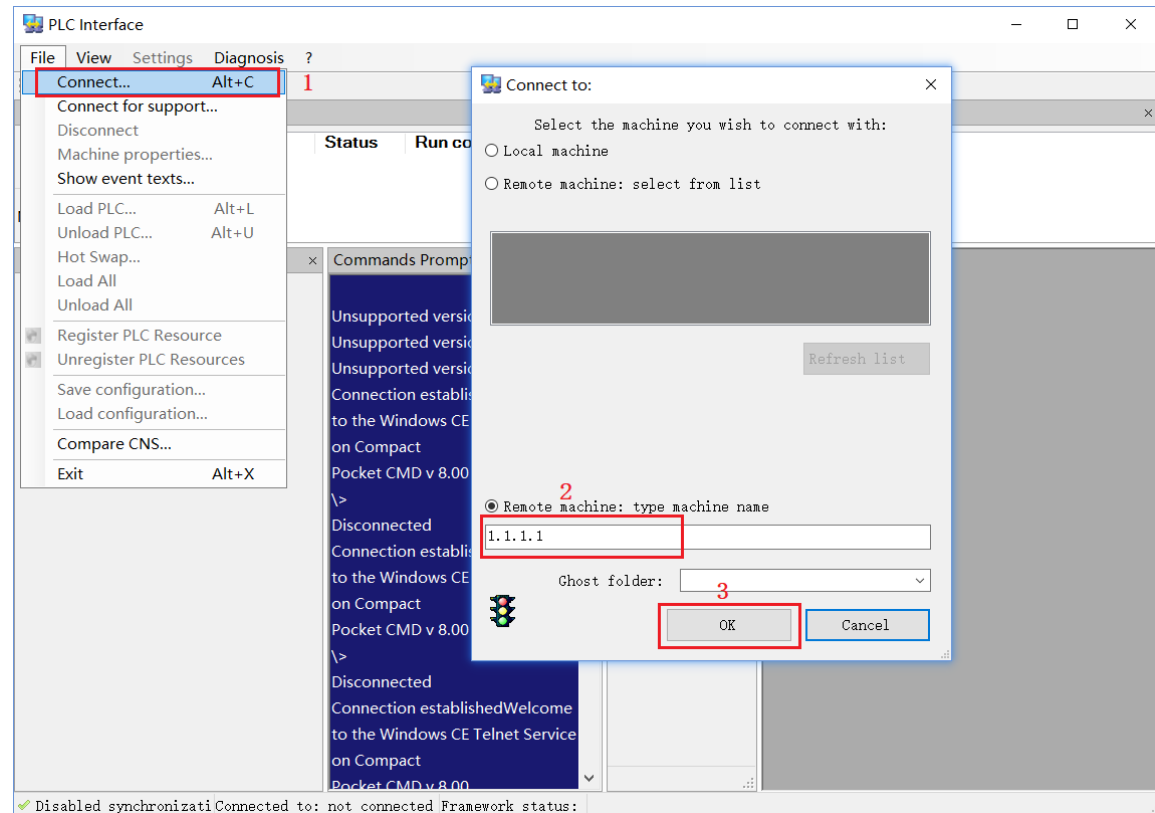 PLC Interface
File View Settings Diagnosis ?
Connect... Alt+C
1
Connect for support...
Disconnect
Machine properties...
Show event texts...
Load PLC... Alt+L
Unload PLC... Alt+U
Hot Swap...
Load All
Unload All
Register PLC Resource
Unregister PLC Resources
Save configuration...
Load configuration...
Compare CNS...
Exit Alt+X
Status Run co
Commands Promp
Unsupported versi
Unsupported versi
Unsupported versi
Connection establis
to the Windows CE
on Compact
Pocket CMD v 8.00
\>
Disconnected
Connection establis
to the Windows CE
on Compact
Pocket CMD v 8.00
\>
Disconnected
Connection establishedWelcome
to the Windows CE Telnet Service
on Compact
Pocket CMD v 8.00
Connect to:
Select the machine you wish to connect with:
Local machine
Remote machine: select from list
Refresh list
2
Remote machine: type machine name
1.1.1.1
Ghost folder:
3
OK Cancel
Disabled synchronizati Connected to: not connected Framework status: